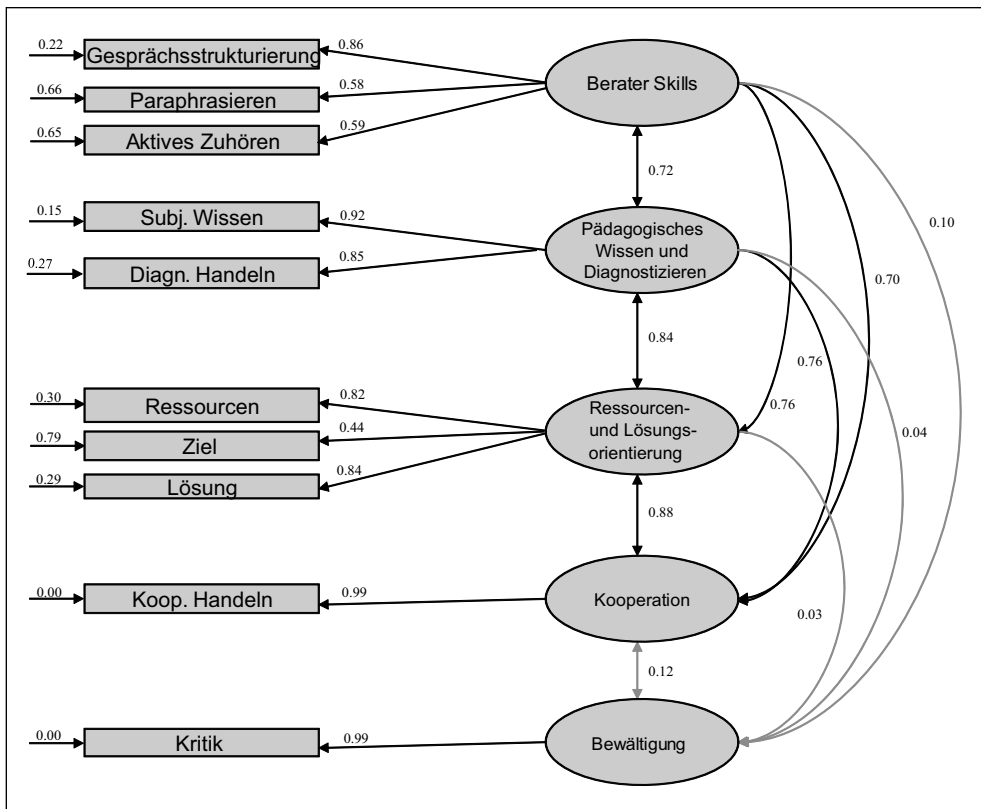 0.22
Gesprächsstrukturierung
0.86
Berater Skills
0.66
Paraphrasieren
0.58
0.65
Aktives Zuhören
0.59
0.72
0.15
Subj. Wissen
0.92
Pädagogisches
Wissen und
Diagnostizieren
0.10
0.27
Diagn. Handeln
0.85
0.70
0.84
0.76
0.30
Ressourcen
0.82
Ressourcen-
und Lösungs-
orientierung
0.76
0.79
Ziel
0.44
0.04
0.29
Lösung
0.84
0.88
0.00
Koop. Handeln
0.99
Kooperation
0.03
0.12
0.00
Kritik
0.99
Bewältigung